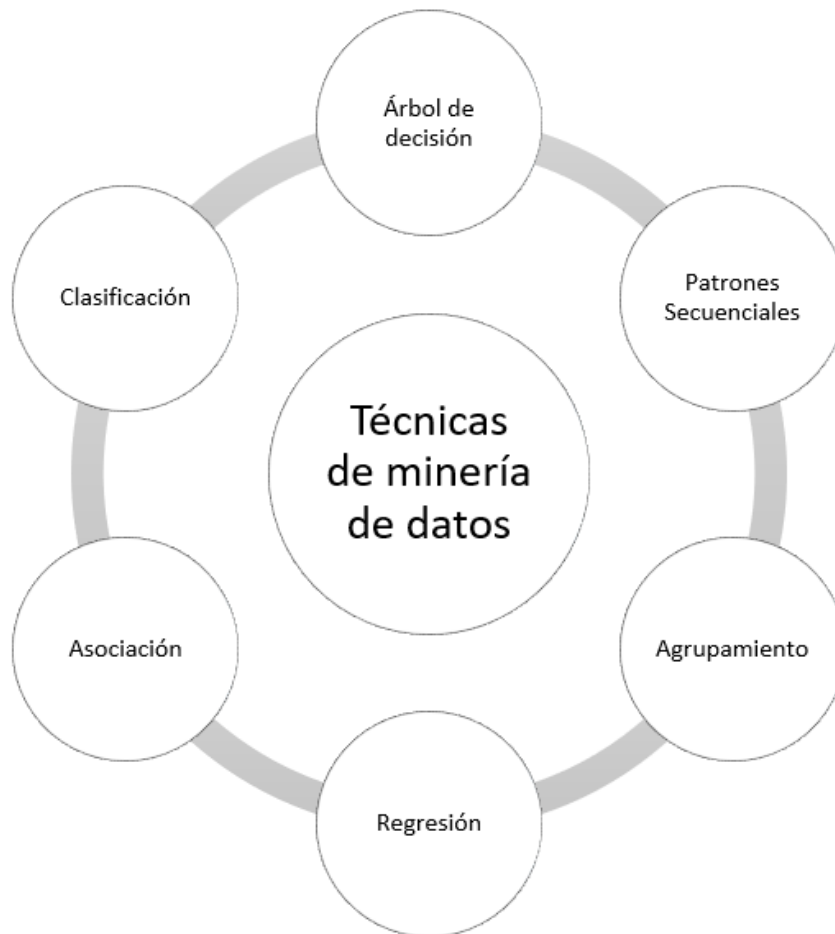 Árbol de
decisión
Patrones
Secuenciales
Clasificación
Técnicas
de minería
de datos
Asociación
Agrupamiento
Regresión